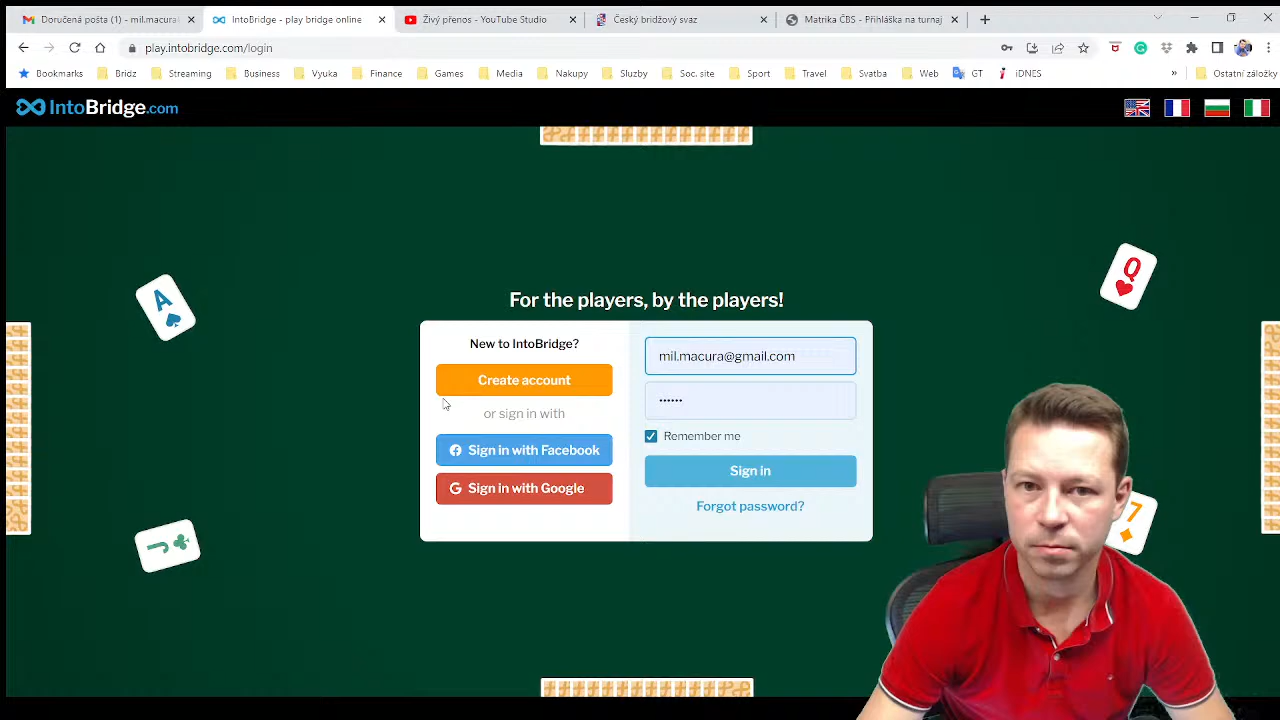 Doručená pošta (1) - mil.macura
IntoBridge - play bridge online
Živý přenos - YouTube Studio
Český bridžový svaz
Matrika ČBS - Přihláška na turnaj
play.intobridge.com/login
Bookmarks
Bridz
Streaming
Business
Vyuka
Finance
Games
Media
Nakupy
Sluzby
Soc. site
Sport
Travel
Svatba
Web
GT
iDNES
»
Ostatní záložky
IntoBridge.com
A
Q
For the players, by the players!
New to IntoBridge?
Create account
or sign in with
Sign in with Facebook
Sign in with Google
mil.macura@gmail.com
••••••
Remember me
Sign in
Forgot password?
J
7